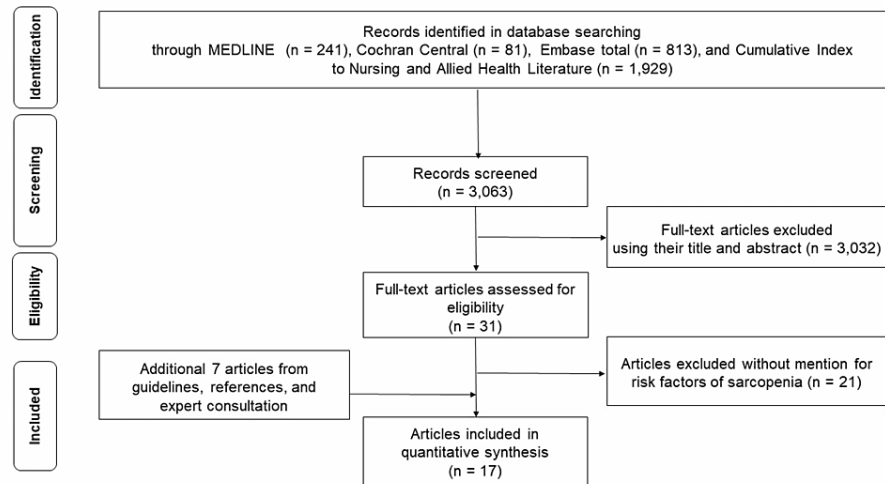 Identification
Records identified in database searching
through MEDLINE (n = 241), Cochran Central (n = 81), Embase total (n = 813), and Cumulative Index
to Nursing and Allied Health Literature (n = 1,929)
Screening
Records screened
(n = 3,063)
Full-text articles excluded
using their title and abstract (n = 3,032)
Eligibility
Full-text articles assessed for
eligibility
(n = 31)
Included
Additional 7 articles from
guidelines, references, and
expert consultation
Articles excluded without mention for
risk factors of sarcopenia (n = 21)
Articles included in
quantitative synthesis
(n = 17)